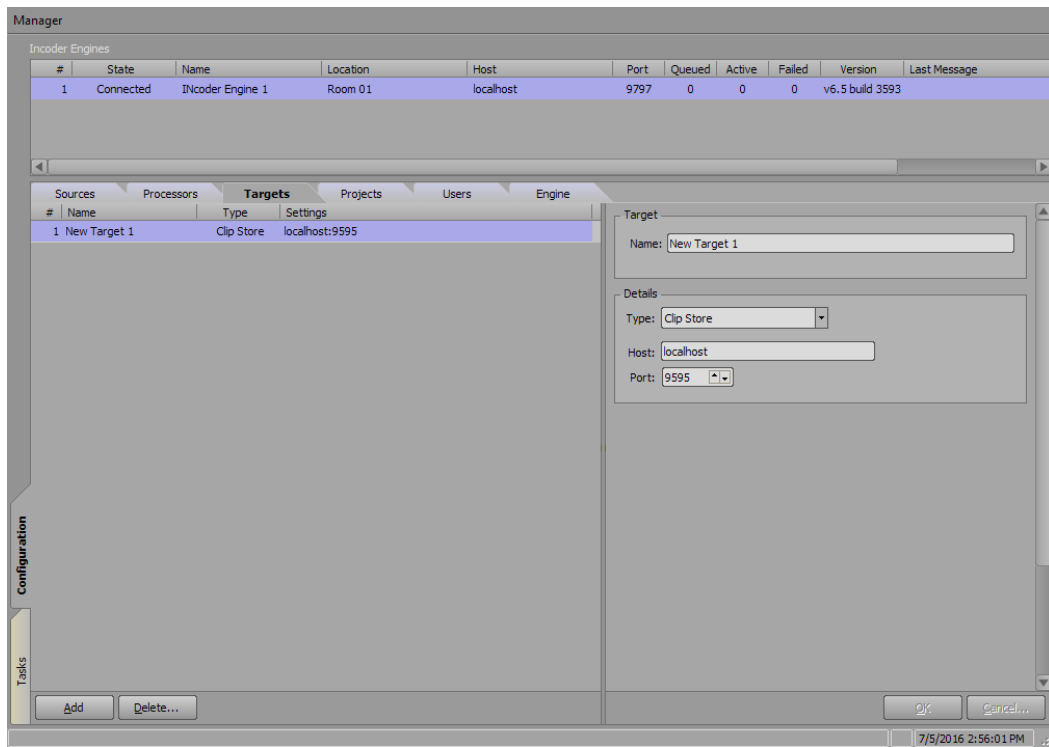 Manager
Incoder Engines
# State Name Location Host Port Queued Active Failed Version Last Message
1 Connected INcoder Engine 1 Room 01 localhost 9797 0 0 0 v6.5 build 3593
Sources Processors Targets Projects Users Engine
# Name Type Settings
1 New Target 1 Clip Store localhost:9595
Target
Name: New Target 1
Details
Type: Clip Store
Host: localhost
Port: 9595
Configuration
Tasks
Add Delete... OK Cancel...
7/5/2016 2:56:01 PM